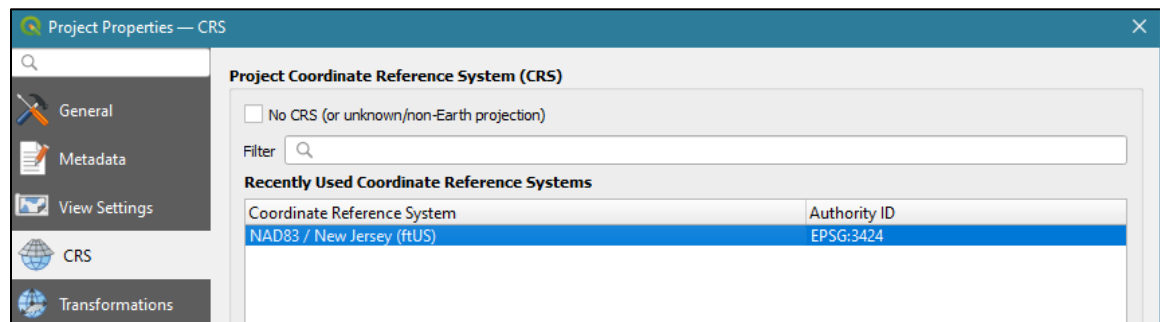 Project Properties — CRS
General
Metadata
View Settings
CRS
Transformations
Project Coordinate Reference System (CRS)
No CRS (or unknown/non-Earth projection)
Filter
Recently Used Coordinate Reference Systems
Coordinate Reference System Authority ID
NAD83 / New Jersey (ftUS) EPSG:3424